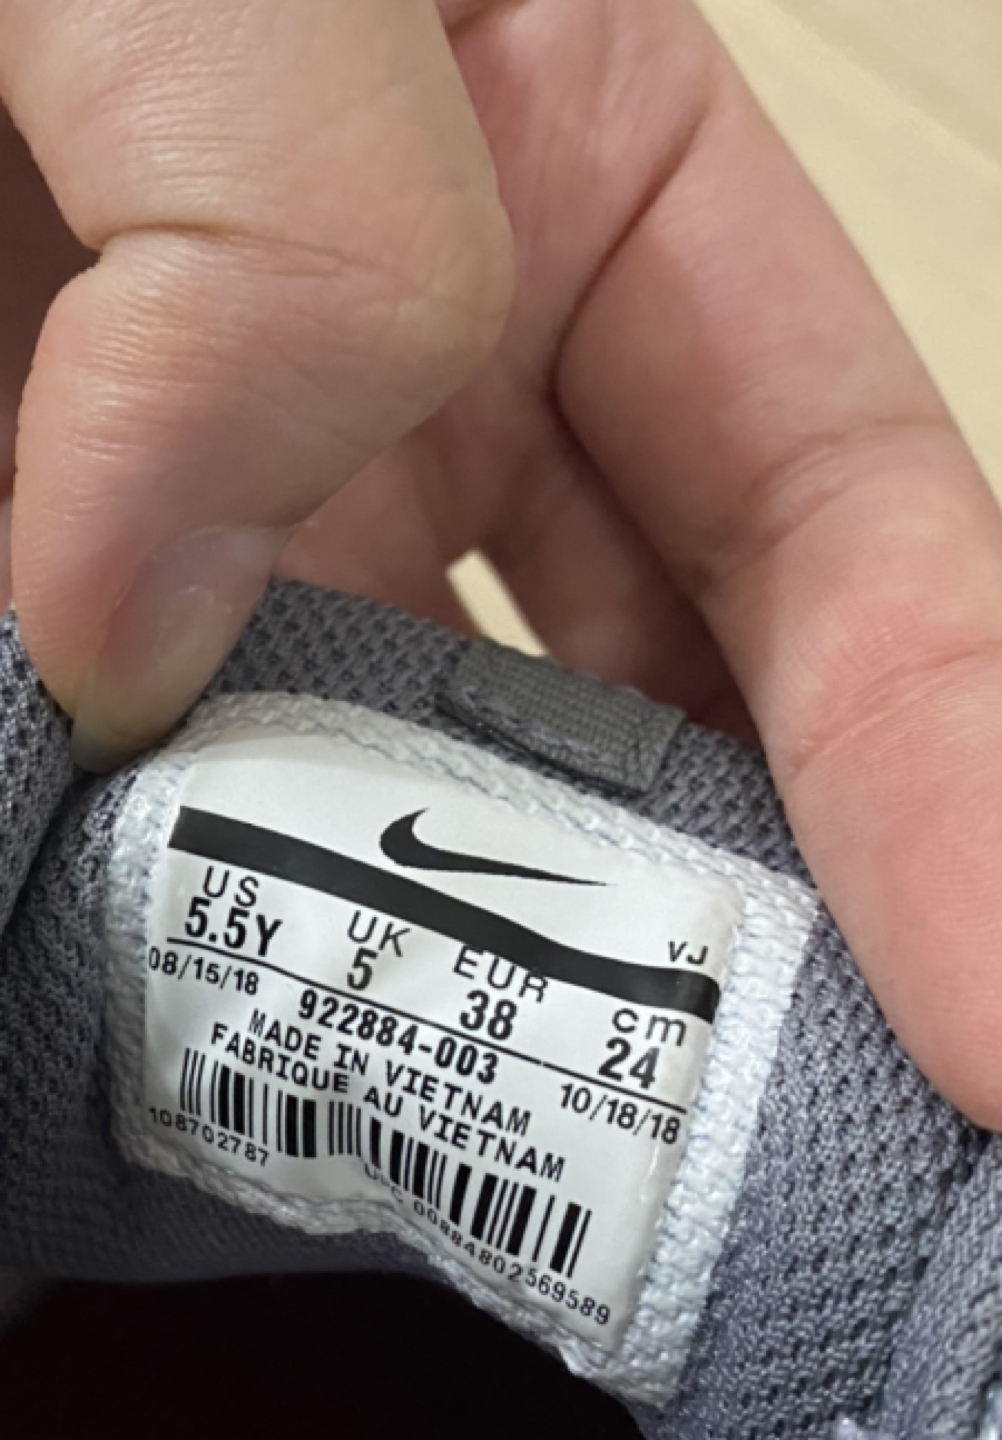 VJ
US UK EUR cm
5.5Y 5 38 24
08/15/18 922884-003 10/18/18
MADE IN VIETNAM
FABRIQUE AU VIETNAM
108702787
UPC 00884802569589